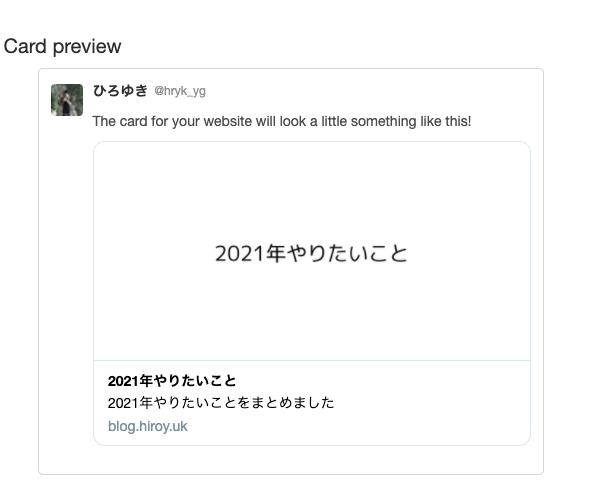 Card preview
ひろゆき @hryk_yg
The card for your website will look a little something like this!
2021年やりたいこと
2021年やりたいこと
2021年やりたいことをまとめました
blog.hiroy.uk